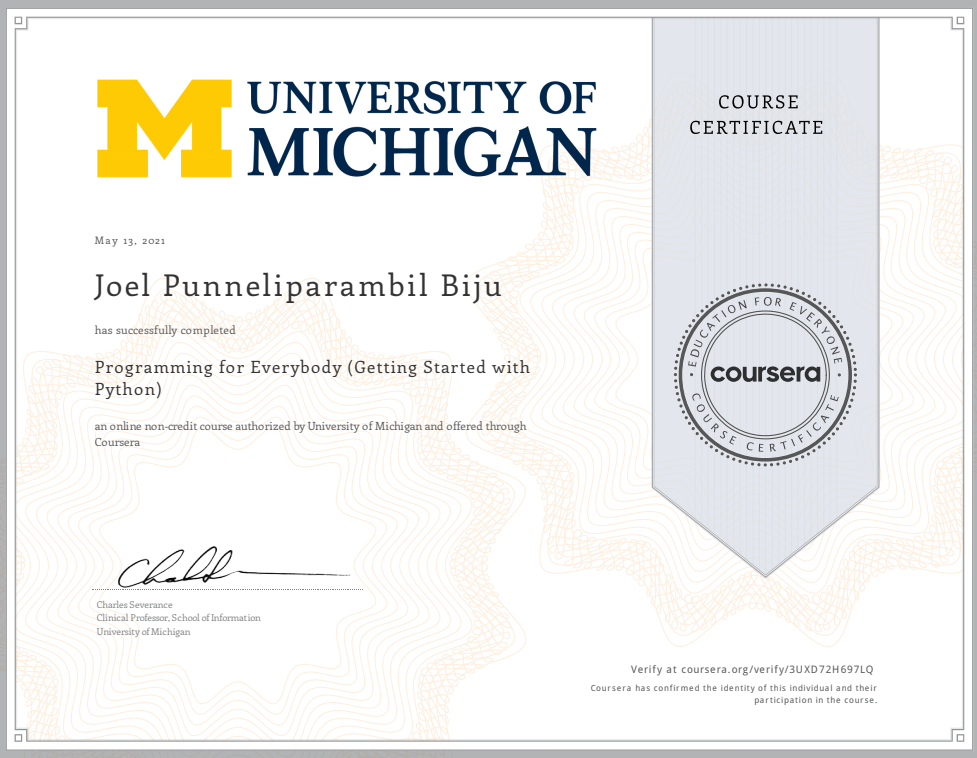 M UNIVERSITY OF
MICHIGAN
COURSE
CERTIFICATE
May 13, 2021
Joel Punneliparambil Biju
has successfully completed
Programming for Everybody (Getting Started with
Python)
an online non-credit course authorized by University of Michigan and offered through
Coursera
EDUCATION FOR EVERYONE
coursera
COURSE CERTIFICATE
Charles Severance
Clinical Professor, School of Information
University of Michigan
Verify at coursera.org/verify/3UXD72H697LQ
Coursera has confirmed the identity of this individual and their
participation in the course.